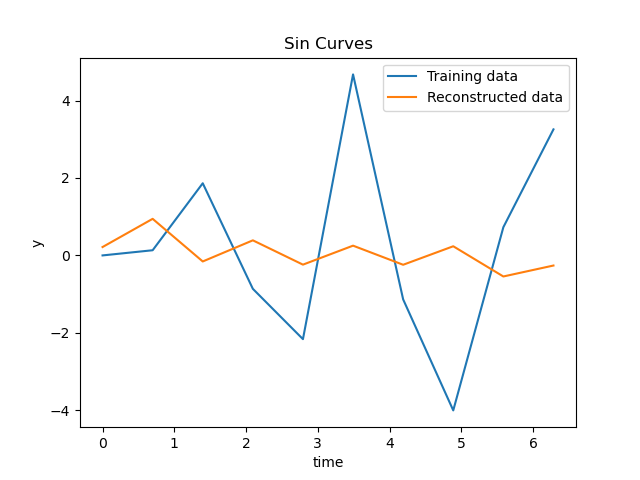 Sin Curves
Training data
Reconstructed data
4
2
0
−2
−4
y
0 1 2 3 4 5 6
time